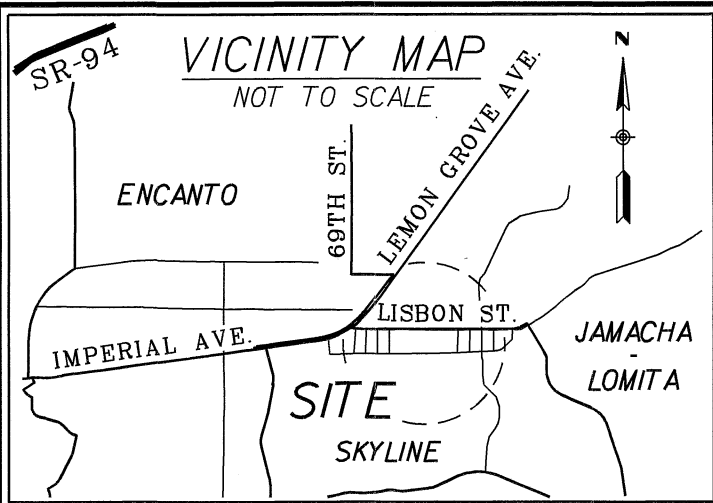 SR-94
VICINITY MAP
NOT TO SCALE
N
ENCANTO
69TH ST.
LEMON GROVE AVE.
LISBON ST.
IMPERIAL AVE.
JAMACHA
-
LOMITA
SITE
SKYLINE